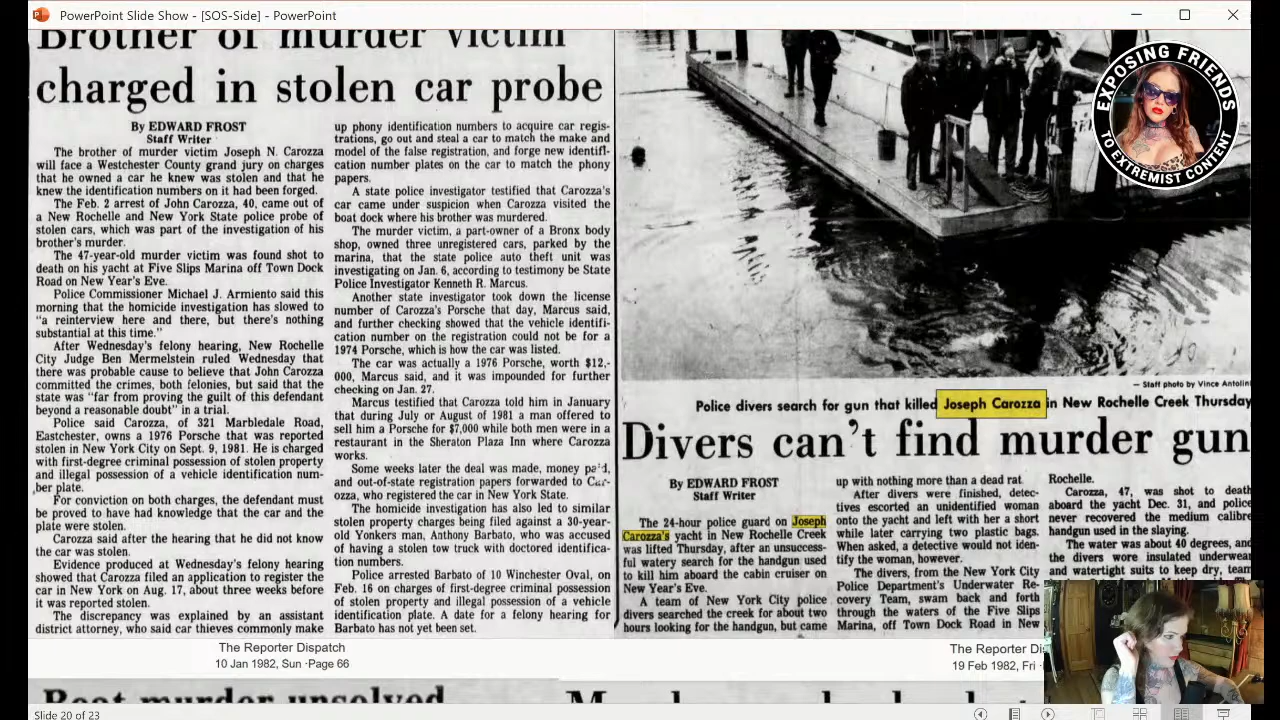 PowerPoint Slide Show - [SOS-Side] - PowerPoint
Brother of murder victim
charged in stolen car probe
By EDWARD FROST
Staff Writer
The brother of murder victim Joseph N. Carozza
will face a Westchester County grand jury on charges
that he owned a car he knew was stolen and that he
knew the identification numbers on it had been forged.
The Feb. 2 arrest of John Carozza, 40, came out of
a New Rochelle and New York State police probe of
stolen cars, which was part of the investigation of his
brother's murder.
The 47-year-old murder victim was found shot to
death on his yacht at Five Slips Marina off Town Dock
Road on New Year's Eve.
Police Commissioner Michael J. Armiento said this
morning that the homicide investigation has slowed to
"a reinterview here and there, but there's nothing
substantial at this time."
After Wednesday's felony hearing, New Rochelle
City Judge Ben Mermelstein ruled Wednesday that
there was probable cause to believe that John Carozza
committed the crimes, both felonies, but said that the
state was "far from proving the guilt of this defendant
beyond a reasonable doubt" in a trial.
Police said Carozza, of 321 Marbledale Road,
Eastchester, owns a 1976 Porsche that was reported
stolen in New York City on Sept. 9, 1981. He is charged
with first-degree criminal possession of stolen property
and illegal possession of a vehicle identification num-
ber plate.
For conviction on both charges, the defendant must
be proved to have had knowledge that the car and the
plate were stolen.
Carozza said after the hearing that he did not know
the car was stolen.
Evidence produced at Wednesday's felony hearing
showed that Carozza filed an application to register the
car in New York on Aug. 17, about three weeks before
it was reported stolen.
The discrepancy was explained by an assistant
district attorney, who said car thieves commonly make
up phony identification numbers to acquire car regis-
trations, go out and steal a car to match the make and
model of the false registration, and forge new identifi-
cation number plates on the car to match the phony
papers.
A state police investigator testified that Carozza's
car came under suspicion when Carozza visited the
boat dock where his brother was murdered.
The murder victim, a part-owner of a Bronx body
shop, owned three unregistered cars, parked by the
marina, that the state police auto theft unit was
investigating on Jan. 6, according to testimony be State
Police Investigator Kenneth R. Marcus.
Another state investigator took down the license
number of Carozza's Porsche that day, Marcus said,
and further checking showed that the vehicle identifi-
cation number on the registration could not be for a
1974 Porsche, which is how the car was listed.
The car was actually a 1976 Porsche, worth $12,-
000, Marcus said, and it was impounded for further
checking on Jan. 27.
Marcus testified that Carozza told him in January
that during July or August of 1981 a man offered to
sell him a Porsche for $7,000 while both men were in a
restaurant in the Sheraton Plaza Inn where Carozza
works.
Some weeks later the deal was made, money paid,
and out-of-state registration papers forwarded to Car-
ozza, who registered the car in New York State.
The homicide investigation has also led to similar
stolen property charges being filed against a 30-year-
old Yonkers man, Anthony Barbato, who was accused
of having a stolen tow truck with doctored identifica-
tion numbers.
Police arrested Barbato of 10 Winchester Oval, on
Feb. 16 on charges of first-degree criminal possession
of stolen property and illegal possession of a vehicle
identification plate. A date for a felony hearing for
Barbato has not yet been set.
The Reporter Dispatch
10 Jan 1982, Sun · Page 66
EXPOSING FRIENDS
TO EXTREMIST CONTENT
— Staff photo by Vince Antolini
Police divers search for gun that killed Joseph Carozza in New Rochelle Creek Thursday
Divers can't find murder gun
By EDWARD FROST
Staff Writer
The 24-hour police guard on Joseph
Carozza's yacht in New Rochelle Creek
was lifted Thursday, after an unsuccess-
ful watery search for the handgun used
to kill him aboard the cabin cruiser on
New Year's Eve.
A team of New York City police
divers searched the creek for about two
hours looking for the handgun, but came
up with nothing more than a dead rat.
After divers were finished, detec-
tives escorted an unidentified woman
onto the yacht and left with her a short
while later carrying two plastic bags.
When asked, a detective would not iden-
tify the woman, however.
The divers, from the New York City
Police Department's Underwater Re-
covery Team, swam back and forth
through the waters of the Five Slips
Marina, off Town Dock Road in New
Rochelle.
Carozza, 47, was shot to death
aboard the yacht Dec. 31, and police
never recovered the medium calibre
handgun used in the slaying.
The water was about 40 degrees, and
the divers wore insulated underwear
and watertight suits to keep dry, team
The Reporter Di
19 Feb 1982, Fri ·
Boat murder unsolved
Slide 20 of 23